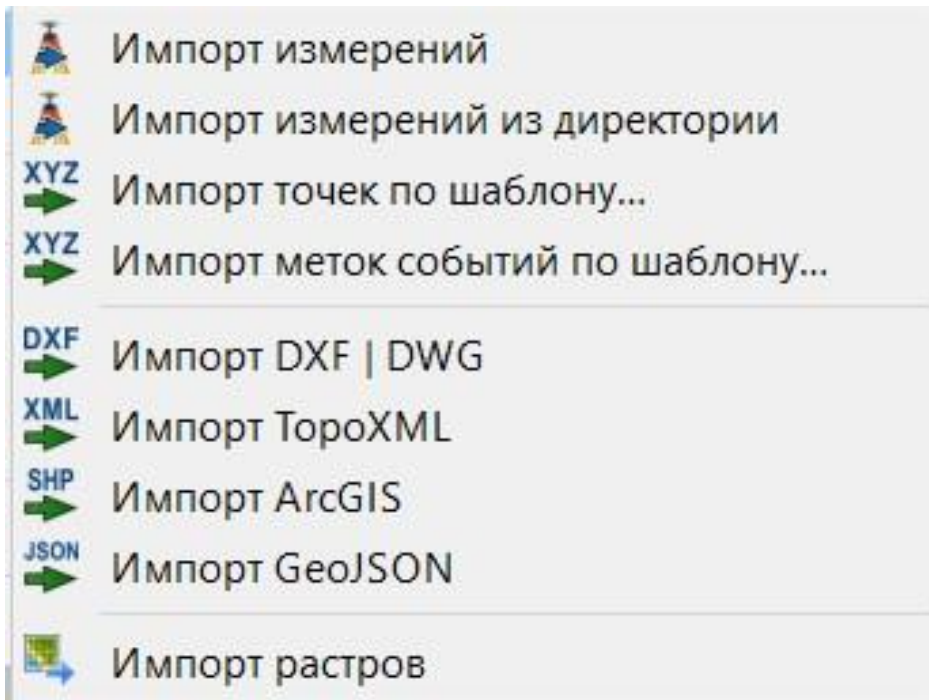 Импорт измерений
Импорт измерений из директории
XYZ Импорт точек по шаблону...
XYZ Импорт меток событий по шаблону...
DXF Импорт DXF | DWG
XML Импорт TopoXML
SHP Импорт ArcGIS
JSON Импорт GeoJSON
Импорт растров